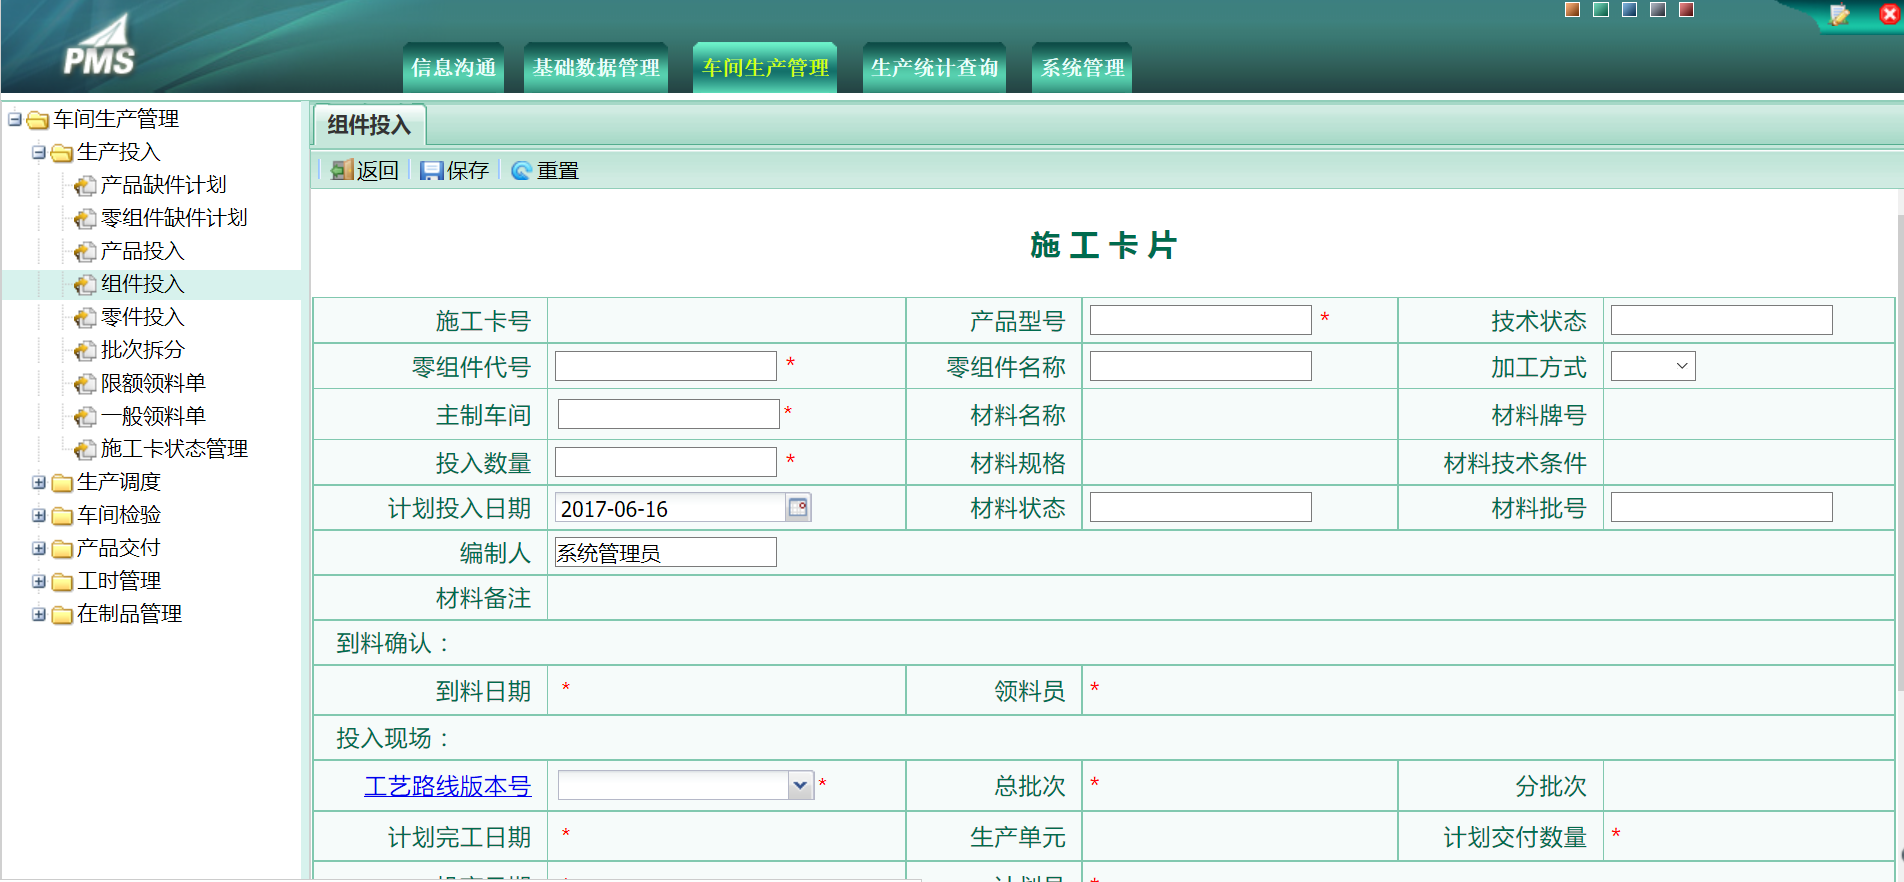 PMS
信息沟通 基础数据管理 车间生产管理 生产统计查询 系统管理
车间生产管理
生产投入
产品缺件计划
零组件缺件计划
产品投入
组件投入
零件投入
批次拆分
限额领料单
一般领料单
施工卡状态管理
生产调度
车间检验
产品交付
工时管理
在制品管理
组件投入
返回 保存 重置
施工卡片
施工卡号 产品型号 * 技术状态
零组件代号 * 零组件名称 加工方式
主制车间 * 材料名称 材料牌号
投入数量 * 材料规格 材料技术条件
计划投入日期 2017-06-16 材料状态 材料批号
编制人 系统管理员
材料备注
到料确认：
到料日期 * 领料员 *
投入现场：
工艺路线版本号 * 总批次 * 分批次
计划完工日期 * 生产单元 计划交付数量 *